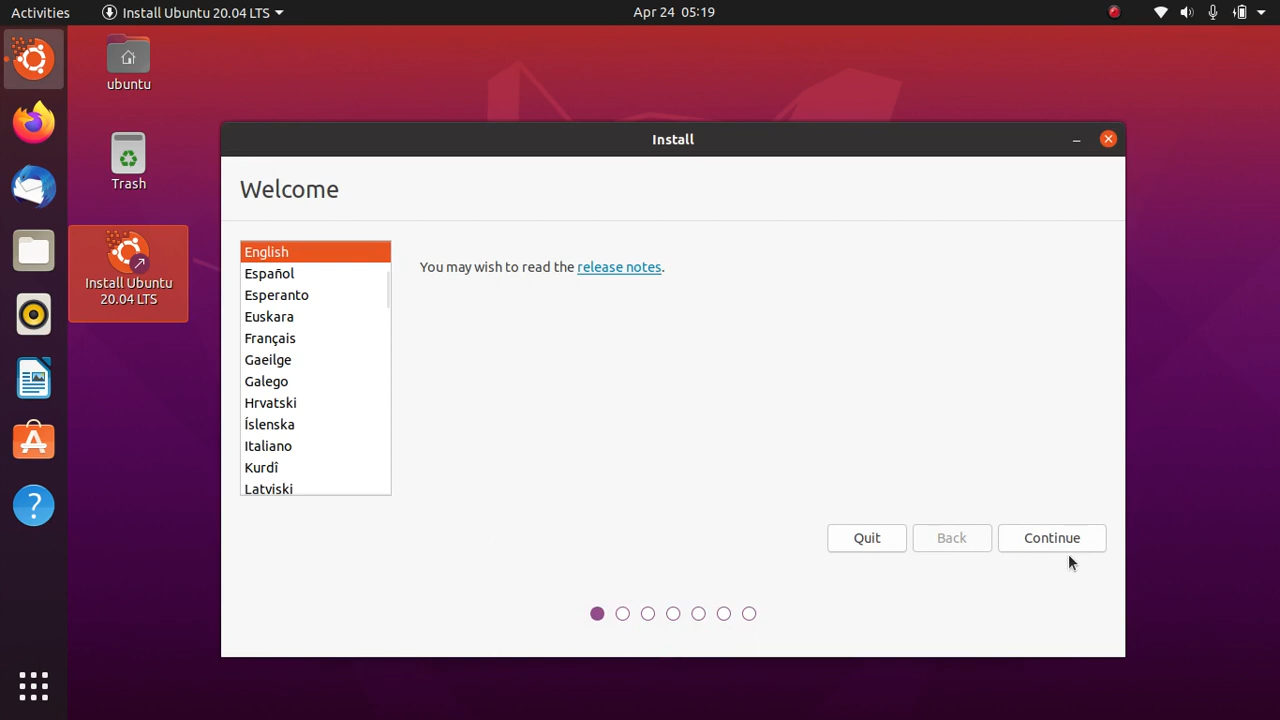 Activities
Install Ubuntu 20.04 LTS
Apr 24 05:19
ubuntu
Trash
Install Ubuntu
20.04 LTS
Install
Welcome
English
Español
Esperanto
Euskara
Français
Gaeilge
Galego
Hrvatski
Íslenska
Italiano
Kurdî
Latviski
You may wish to read the release notes.
Quit
Back
Continue